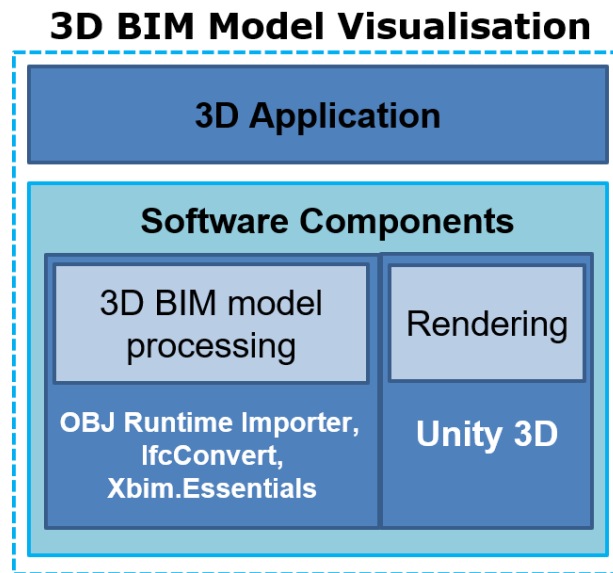 3D BIM Model Visualisation
3D Application
Software Components
3D BIM model
processing
OBJ Runtime Importer,
IfcConvert,
Xbim.Essentials
Rendering
Unity 3D